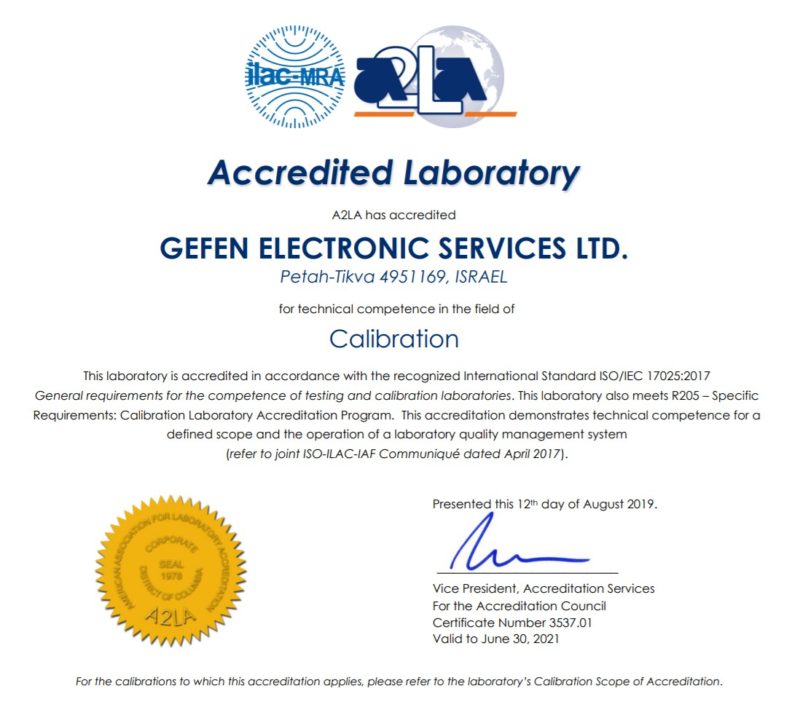 ilac-MRA
A2LA
Accredited Laboratory
A2LA has accredited
GEFEN ELECTRONIC SERVICES LTD.
Petah-Tikva 4951169, ISRAEL
for technical competence in the field of
Calibration
This laboratory is accredited in accordance with the recognized International Standard ISO/IEC 17025:2017
General requirements for the competence of testing and calibration laboratories. This laboratory also meets R205 – Specific
Requirements: Calibration Laboratory Accreditation Program. This accreditation demonstrates technical competence for a
defined scope and the operation of a laboratory quality management system
(refer to joint ISO-ILAC-IAF Communiqué dated April 2017).
AMERICAN ASSOCIATION FOR LABORATORY ACCREDITATION
CORPORATE
SEAL
1978
DISTRICT OF COLUMBIA
A2LA
Presented this 12th day of August 2019.
Vice President, Accreditation Services
For the Accreditation Council
Certificate Number 3537.01
Valid to June 30, 2021
For the calibrations to which this accreditation applies, please refer to the laboratory's Calibration Scope of Accreditation.